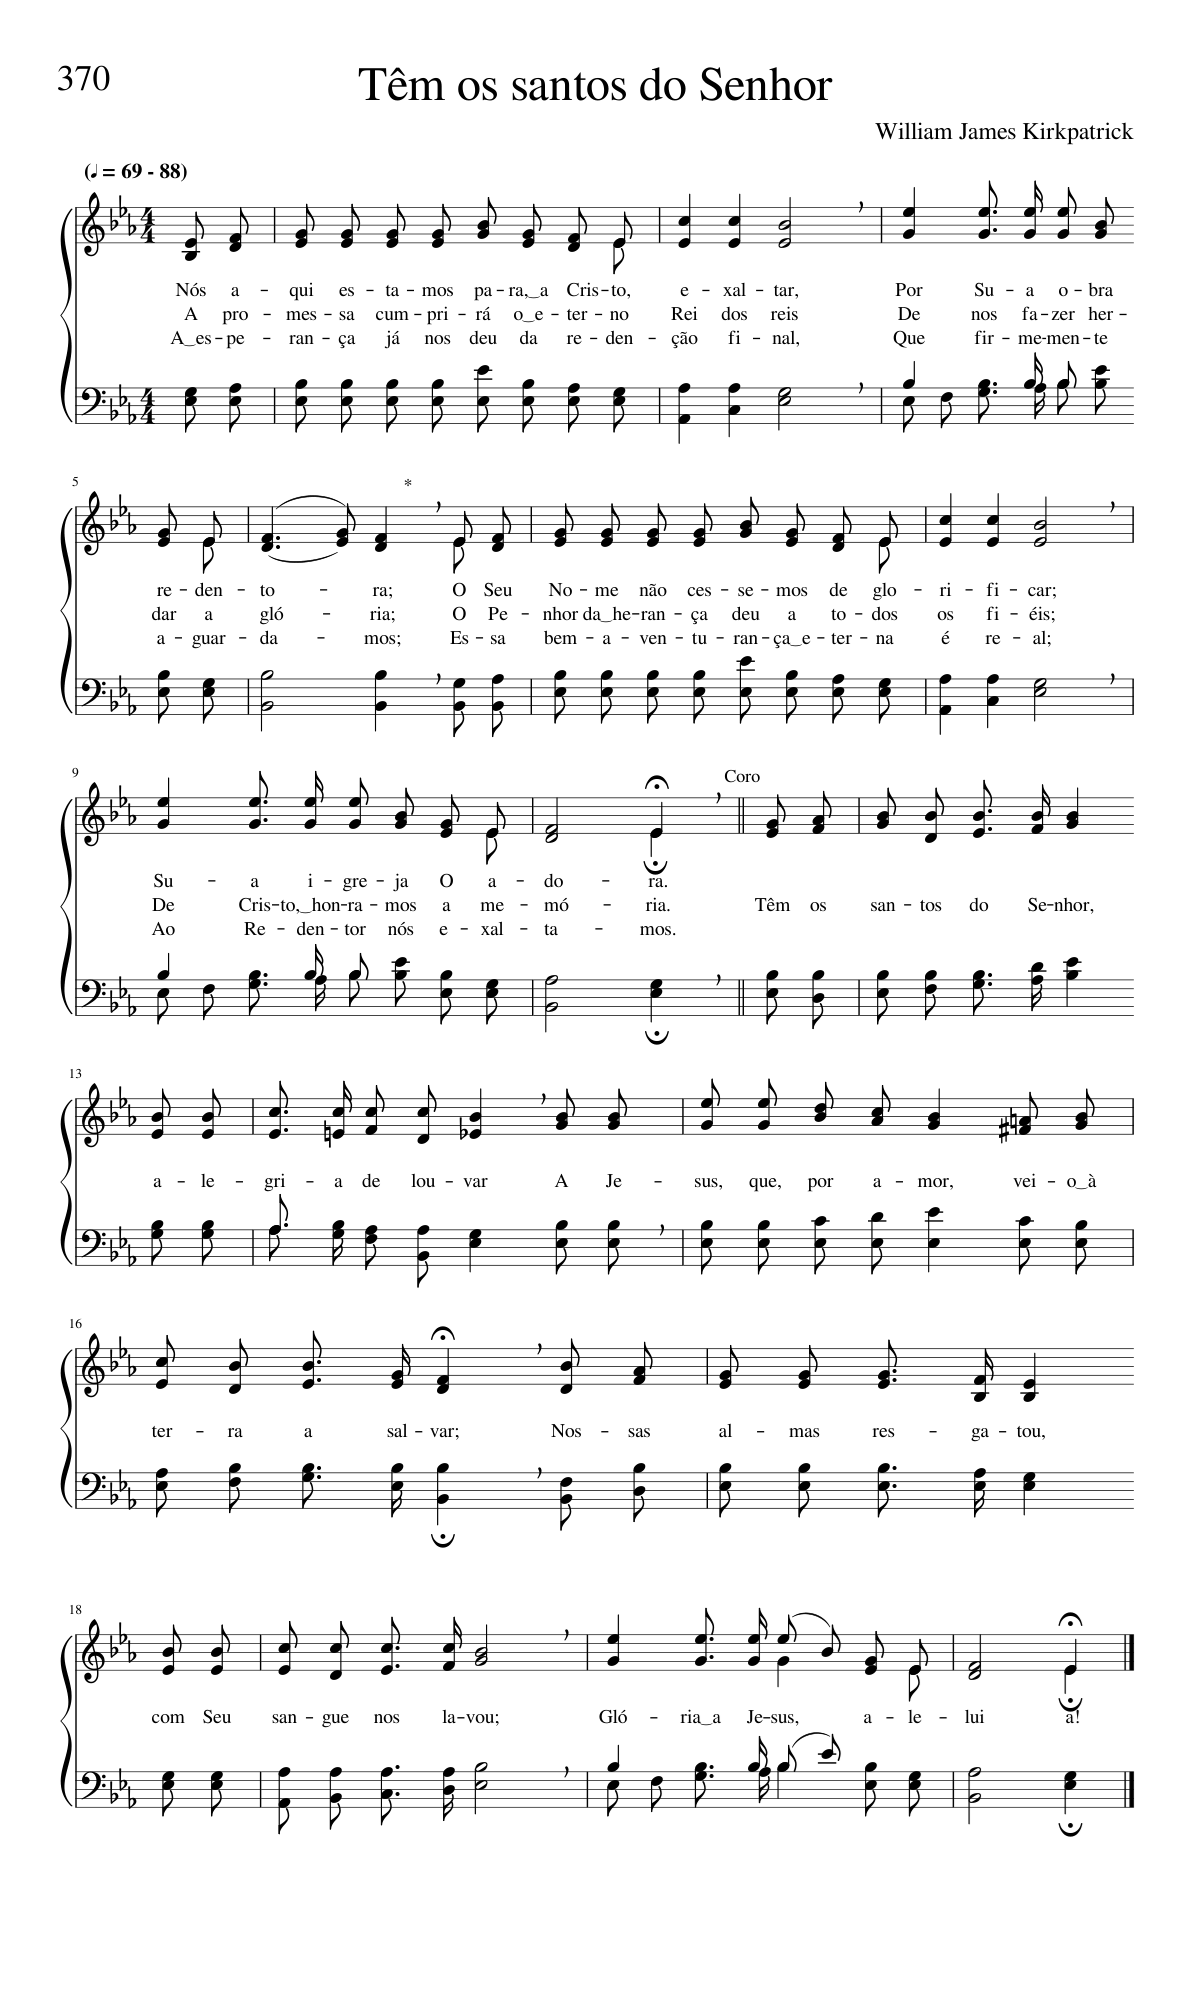 370
Têm os santos do Senhor
William James Kirkpatrick
(♩ = 69 - 88)
Nós a - qui es - ta - mos pa - ra,‿a Cris - to, e - xal - tar, Por Su - a o - bra
A pro - mes - sa cum - pri - rá o‿e - ter - no Rei dos reis De nos fa - zer her -
A‿es - pe - ran - ça já nos deu da re - den - ção fi - nal, Que fir - me - men - te
5
*
re - den - to - ra; O Seu No - me não ces - se - mos de glo - ri - fi - car;
dar a gló - ria; O Pe - nhor da‿he - ran - ça deu a to - dos os fi - éis;
a - guar - da - mos; Es - sa bem - a - ven - tu - ran - ça‿e - ter - na é re - al;
9
Coro
Su - a i - gre - ja O a - do - ra.
De Cris - to,‿hon - ra - mos a me - mó - ria. Têm os san - tos do Se - nhor,
Ao Re - den - tor nós e - xal - ta - mos.
13
a - le - gri - a de lou - var A Je - sus, que, por a - mor, vei - o‿à
16
ter - ra a sal - var; Nos - sas al - mas res - ga - tou,
18
com Seu san - gue nos la - vou; Gló - ria‿a Je - sus, a - le - lui a!